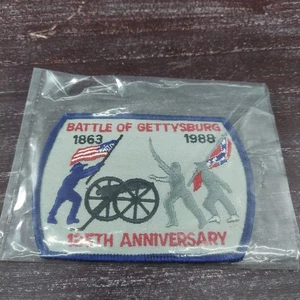 BATTLE OF GETTYSBURG
1863 1988
125TH ANNIVERSARY